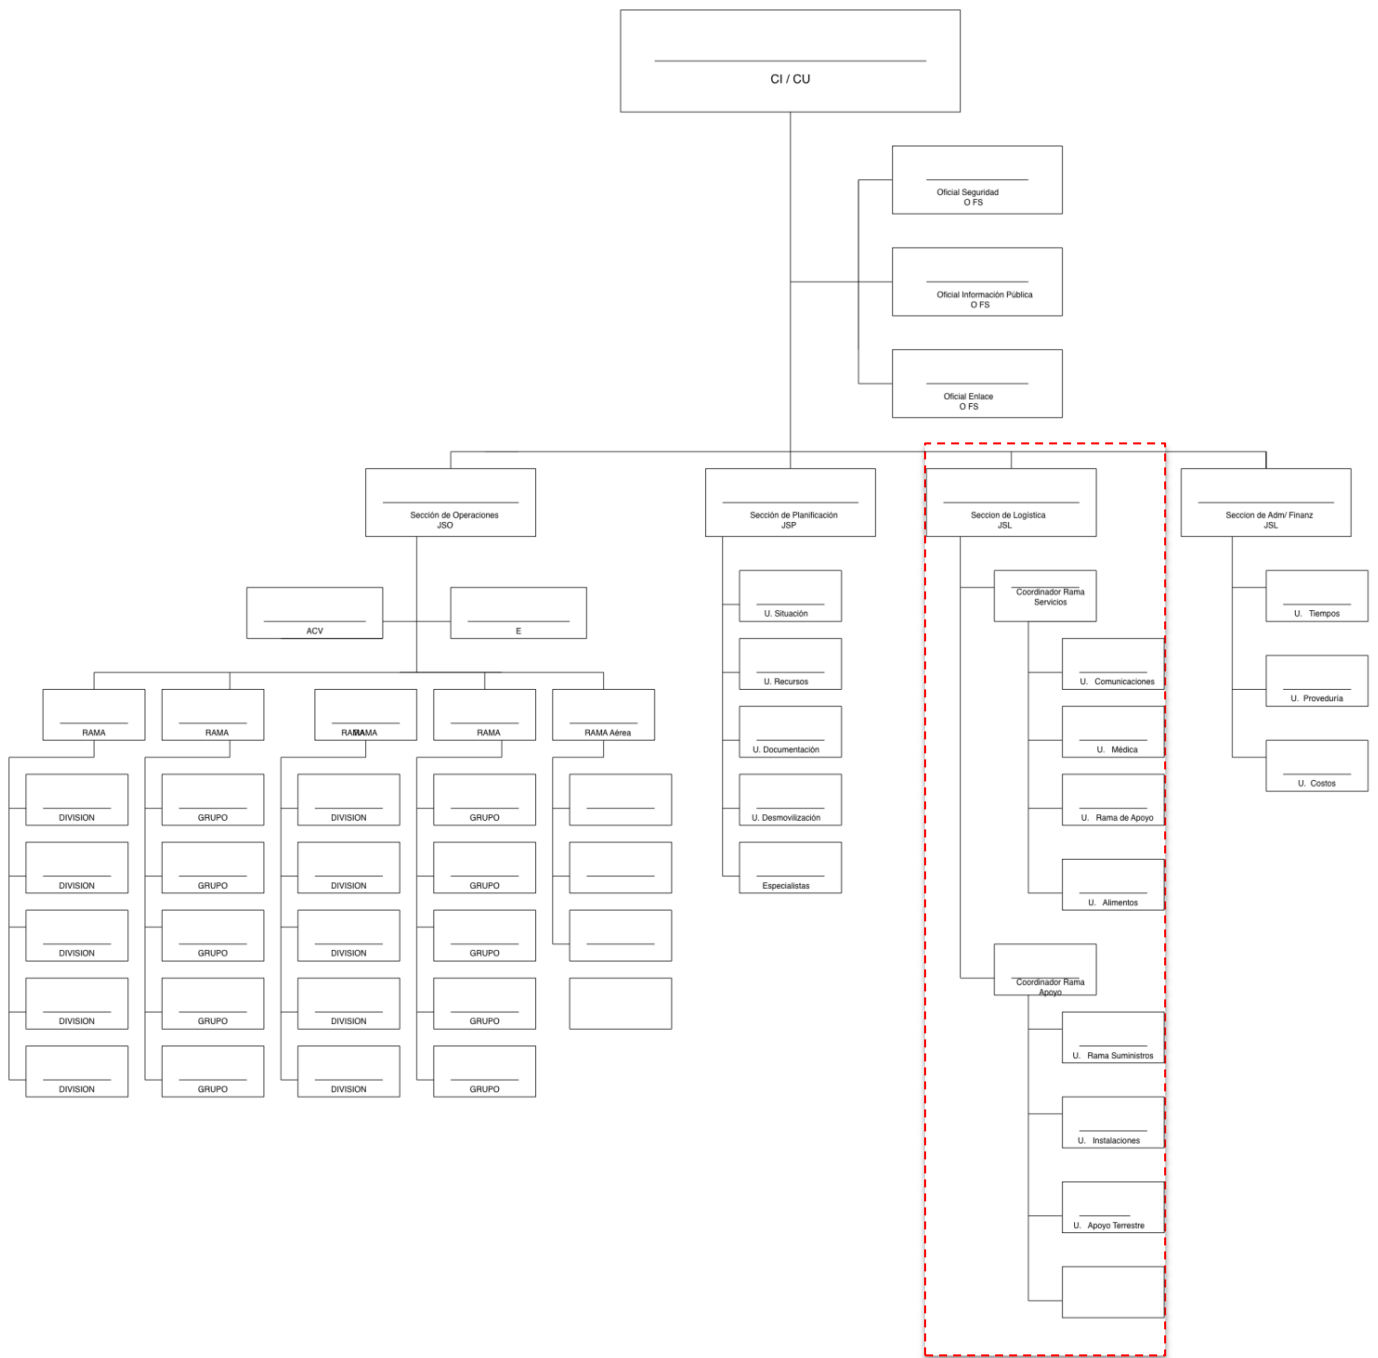 CI / CU
Oficial Seguridad
O FS
Oficial Información Pública
O FS
Oficial Enlace
O FS
Sección de Operaciones
JSO
Sección de Planificación
JSP
Seccion de Logística
JSL
Seccion de Adm/ Finanz
JSL
ACV
E
RAMA
RAMA
RAMA
RAMA
RAMA
RAMA Aérea
DIVISION
DIVISION
DIVISION
DIVISION
DIVISION
GRUPO
GRUPO
GRUPO
GRUPO
GRUPO
DIVISION
DIVISION
DIVISION
DIVISION
DIVISION
GRUPO
GRUPO
GRUPO
GRUPO
GRUPO
U. Situación
U. Recursos
U. Documentación
U. Desmovilización
Especialistas
Coordinador Rama
Servicios
U. Comunicaciones
U. Médica
U. Rama de Apoyo
U. Alimentos
Coordinador Rama
Apoyo
U. Rama Suministros
U. Instalaciones
U. Apoyo Terrestre
U. Tiempos
U. Proveduría
U. Costos